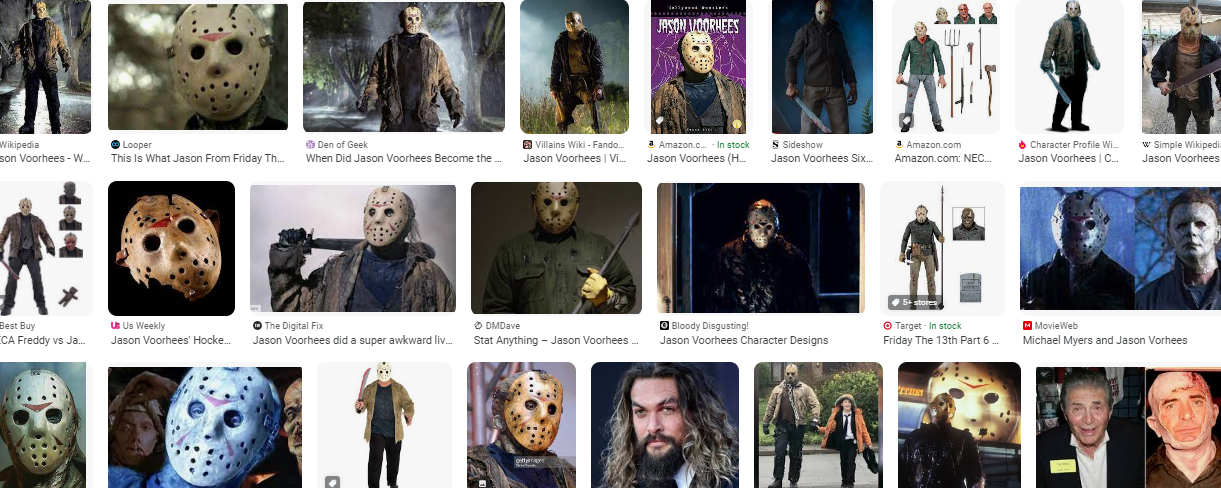 Hollywood Monsters
JASON VOORHEES
Wikipedia
son Voorhees - W...
Looper
This Is What Jason From Friday Th...
Den of Geek
When Did Jason Voorhees Become the ...
Villains Wiki - Fando...
Jason Voorhees | Vi...
Amazon.c... · In stock
Jason Voorhees (H...
Sideshow
Jason Voorhees Six...
Amazon.com
Amazon.com: NEC...
Character Profile Wi...
Jason Voorhees | C...
Simple Wikipedia
Jason Voorhees
Best Buy
ECA Freddy vs Ja...
Us Weekly
Jason Voorhees' Hocke...
The Digital Fix
Jason Voorhees did a super awkward liv...
DMDave
Stat Anything – Jason Voorhees ...
Bloody Disgusting!
Jason Voorhees Character Designs
5+ stores
Target · In stock
Friday The 13th Part 6 ...
MovieWeb
Michael Myers and Jason Vorhees
gettyimages